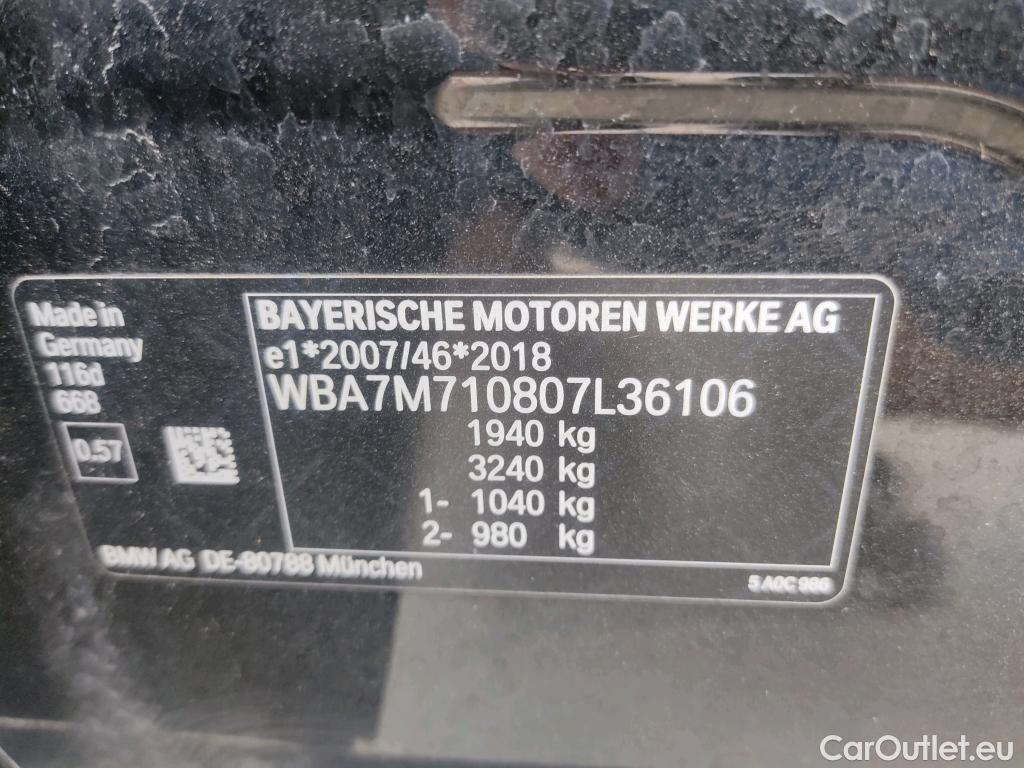 Made in
Germany
116d
668
0.57
BAYERISCHE MOTOREN WERKE AG
e1*2007/46*2018
WBA7M710807L36106
1940 kg
3240 kg
1- 1040 kg
2- 980 kg
BMW AG DE-80788 München
5 A0C 986
CarOutlet.eu